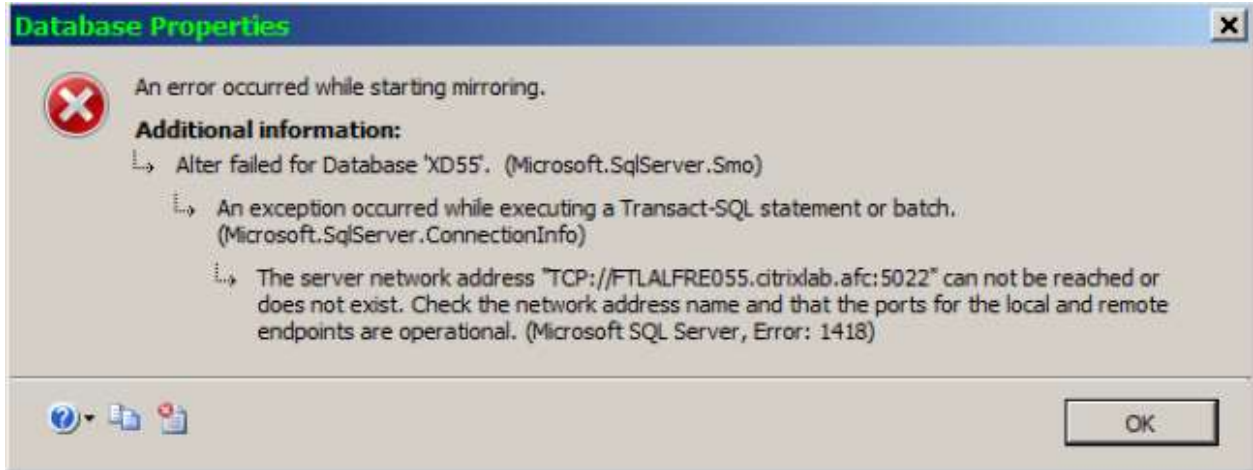 Database Properties
An error occurred while starting mirroring.
Additional information:
Alter failed for Database 'XD55'. (Microsoft.SqlServer.Smo)
An exception occurred while executing a Transact-SQL statement or batch.
(Microsoft.SqlServer.ConnectionInfo)
The server network address "TCP://FTLALFRE055.citrixlab.afc:5022" can not be reached or
does not exist. Check the network address name and that the ports for the local and remote
endpoints are operational. (Microsoft SQL Server, Error: 1418)
OK